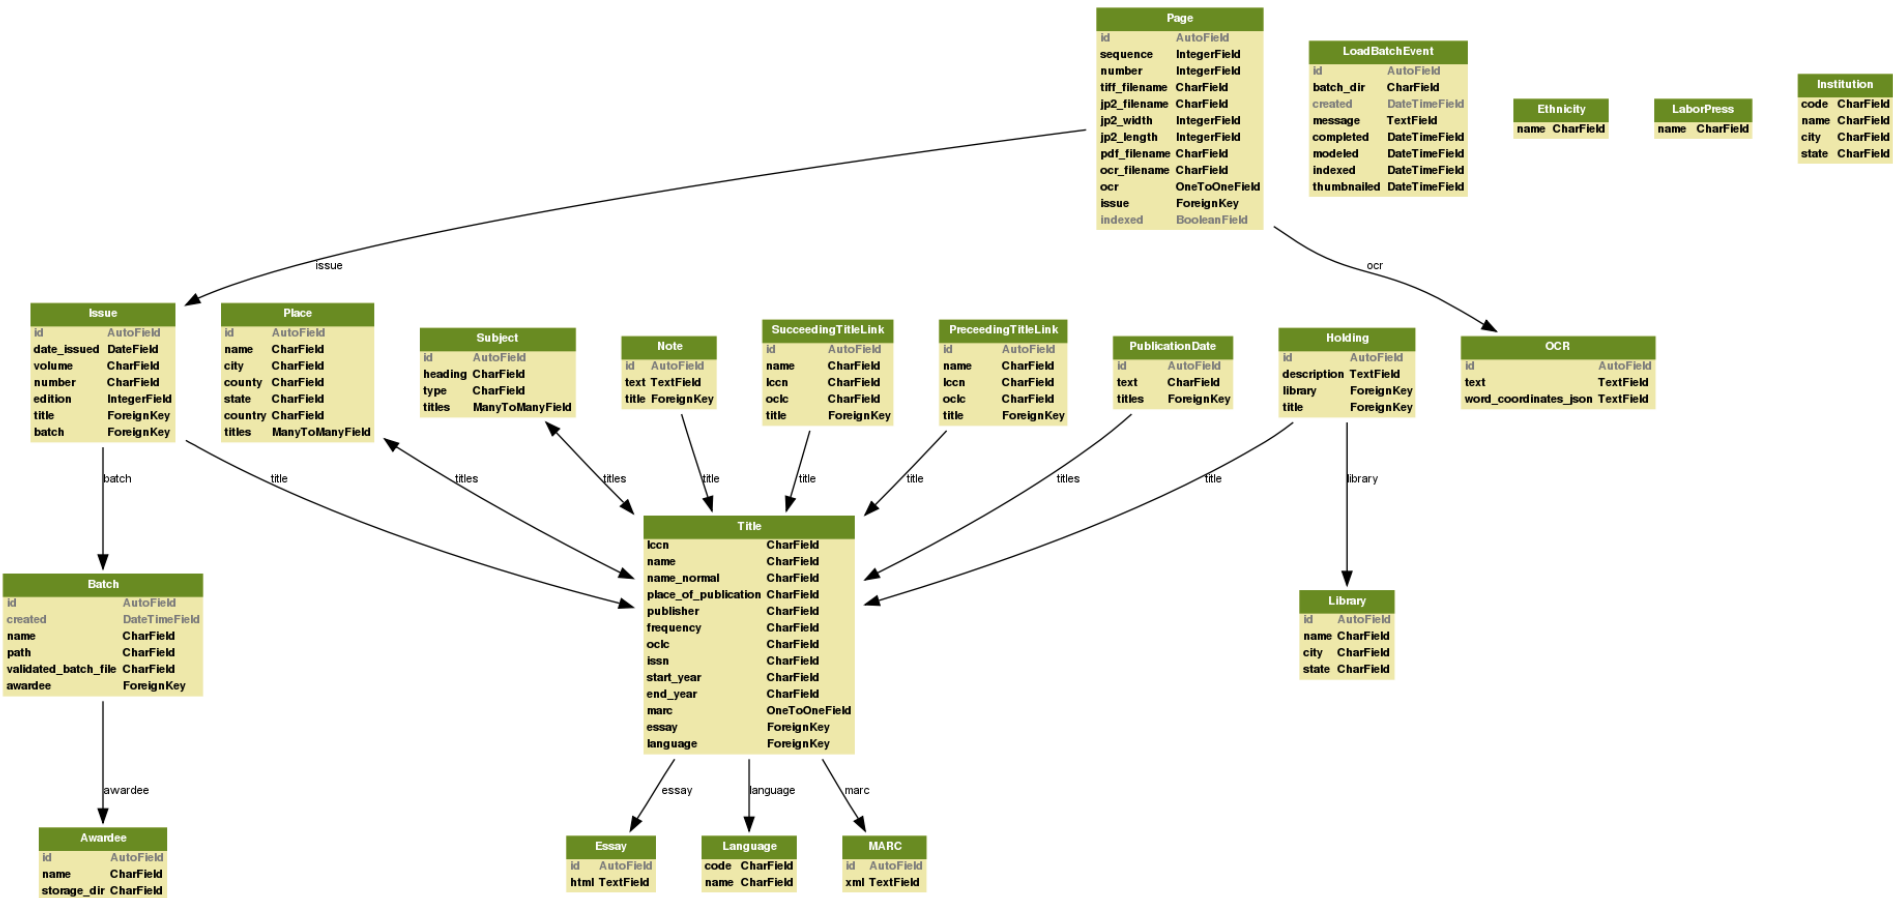 Page
id AutoField
sequence IntegerField
number IntegerField
tiff_filename CharField
jp2_filename CharField
jp2_width IntegerField
jp2_length IntegerField
pdf_filename CharField
ocr_filename CharField
ocr OneToOneField
issue ForeignKey
indexed BooleanField
LoadBatchEvent
id AutoField
batch_dir CharField
created DateTimeField
message TextField
completed DateTimeField
modeled DateTimeField
indexed DateTimeField
thumbnailed DateTimeField
Ethnicity
name CharField
LaborPress
name CharField
Institution
code CharField
name CharField
city CharField
state CharField
issue
ocr
Issue
id AutoField
date_issued DateField
volume CharField
number CharField
edition IntegerField
title ForeignKey
batch ForeignKey
Place
id AutoField
name CharField
city CharField
county CharField
state CharField
country CharField
titles ManyToManyField
Subject
id AutoField
heading CharField
type CharField
titles ManyToManyField
Note
id AutoField
text TextField
title ForeignKey
SucceedingTitleLink
id AutoField
name CharField
lccn CharField
oclc CharField
title ForeignKey
PreceedingTitleLink
id AutoField
name CharField
lccn CharField
oclc CharField
title ForeignKey
PublicationDate
id AutoField
text CharField
titles ForeignKey
Holding
id AutoField
description TextField
library ForeignKey
title ForeignKey
OCR
id AutoField
text TextField
word_coordinates_json TextField
batch
title
titles
titles
title
title
title
titles
title
library
Batch
id AutoField
created DateTimeField
name CharField
path CharField
validated_batch_file CharField
awardee ForeignKey
Title
lccn CharField
name CharField
name_normal CharField
place_of_publication CharField
publisher CharField
frequency CharField
oclc CharField
issn CharField
start_year CharField
end_year CharField
marc OneToOneField
essay ForeignKey
language ForeignKey
Library
id AutoField
name CharField
city CharField
state CharField
awardee
essay
language
marc
Awardee
id AutoField
name CharField
storage_dir CharField
Essay
id AutoField
html TextField
Language
code CharField
name CharField
MARC
id AutoField
xml TextField